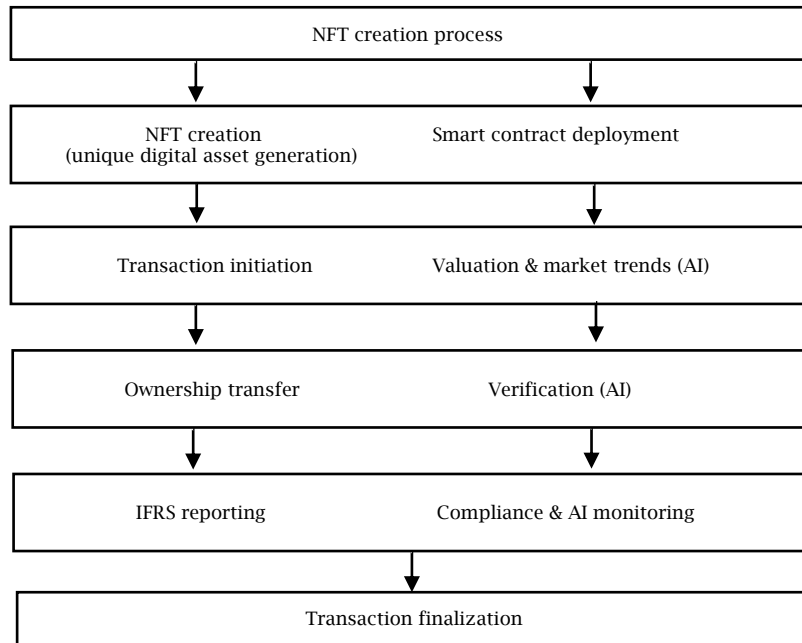 NFT creation process
NFT creation
(unique digital asset generation)
Smart contract deployment
Transaction initiation
Valuation & market trends (AI)
Ownership transfer
Verification (AI)
IFRS reporting
Compliance & AI monitoring
Transaction finalization